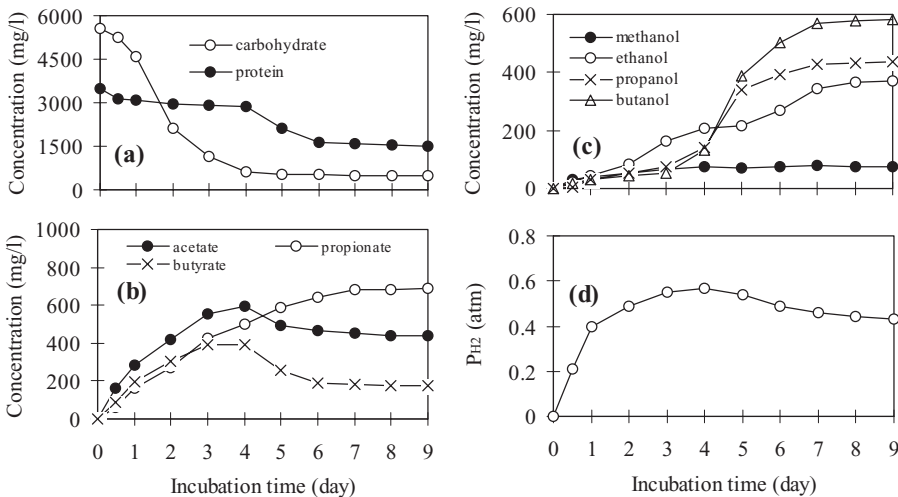 Concentration (mg/l)
6000
4500
3000
1500
0
carbohydrate
protein
(a)
Concentration (mg/l)
600
400
200
0
methanol
ethanol
propanol
butanol
(c)
Concentration (mg/l)
1000
800
600
400
200
0
acetate
propionate
butyrate
(b)
0 1 2 3 4 5 6 7 8 9
Incubation time (day)
P_H2 (atm)
0.8
0.6
0.4
0.2
0
(d)
0 1 2 3 4 5 6 7 8 9
Incubation time (day)